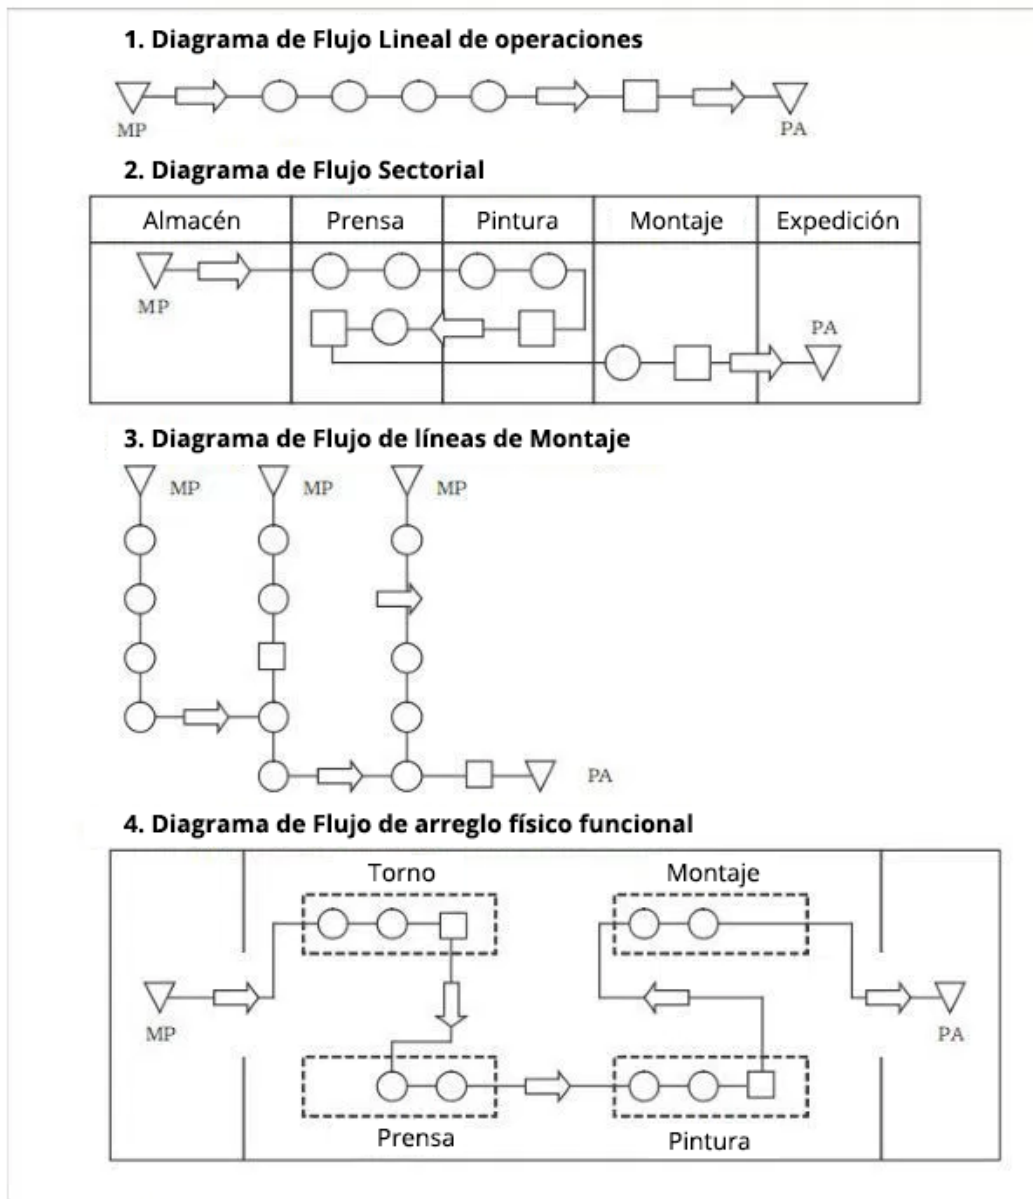 1. Diagrama de Flujo Lineal de operaciones
MP
PA
2. Diagrama de Flujo Sectorial
Almacén Prensa Pintura Montaje Expedición
MP
PA
3. Diagrama de Flujo de líneas de Montaje
MP MP MP
PA
4. Diagrama de Flujo de arreglo físico funcional
Torno Montaje
MP PA
Prensa Pintura